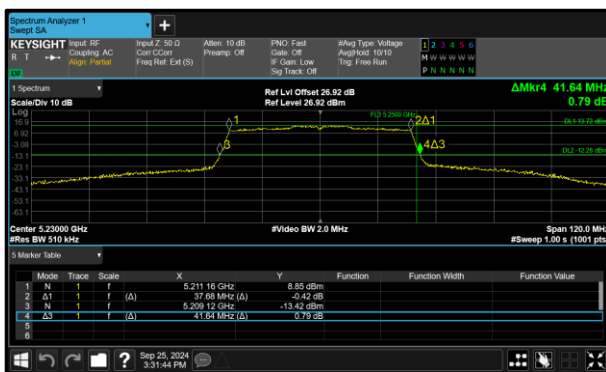 Spectrum Analyzer 1
Swept SA
+
KEYSIGHT Input: RF Input Z: 50 Ω Atten: 10 dB PNO: Fast #Avg Type: Voltage 1 2 3 4 5 6
R T Coupling: AC Corr CCorr Preamp: Off Gate: Off Avg|Hold: 10/10 M W W W W W
Align: Partial Freq Ref: Ext (S) IF Gain: Low Trig: Free Run
Sig Track: Off P N N N N N
1 Spectrum
Ref Lvl Offset 26.92 dB ΔMkr4 41.64 MHz
Scale/Div 10 dB Ref Level 26.92 dBm 0.79 dB
Log
16.9
6.92
-3.08
-13.1
-23.1
-33.1
-43.1
-53.1
-63.1
1
2Δ1
3
4Δ3
DL1 13.72 dBm
DL2 -12.28 dBm
Center 5.23000 GHz #Video BW 2.0 MHz Span 120.0 MHz
#Res BW 510 kHz #Sweep 1.00 s (1001 pts)
5 Marker Table
Mode Trace Scale X Y Function Function Width Function Value
1 N 1 f 5.211 16 GHz 8.85 dBm
2 Δ1 1 f (Δ) 37.68 MHz (Δ) -0.42 dB
3 N 1 f 5.209 12 GHz -13.42 dBm
4 Δ3 1 f (Δ) 41.64 MHz (Δ) 0.79 dB
5
6
? Sep 25, 2024
3:31:44 PM